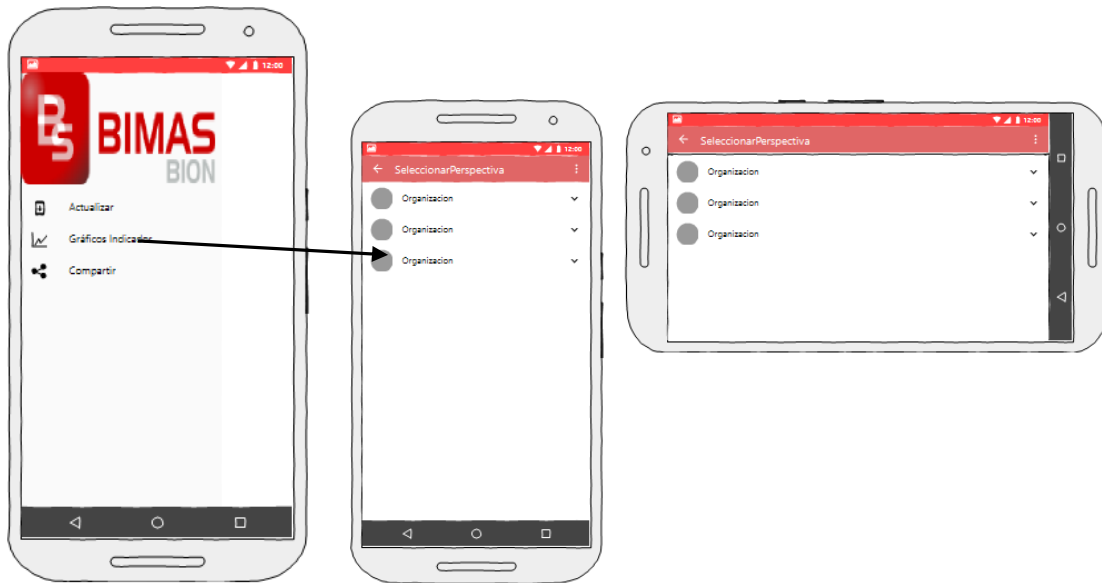 12:00
BS
BIMAS
BION
Actualizar
Gráficos Indicador
Compartir
12:00
SeleccionarPerspectiva
Organizacion
Organizacion
Organizacion
12:00
SeleccionarPerspectiva
Organizacion
Organizacion
Organizacion